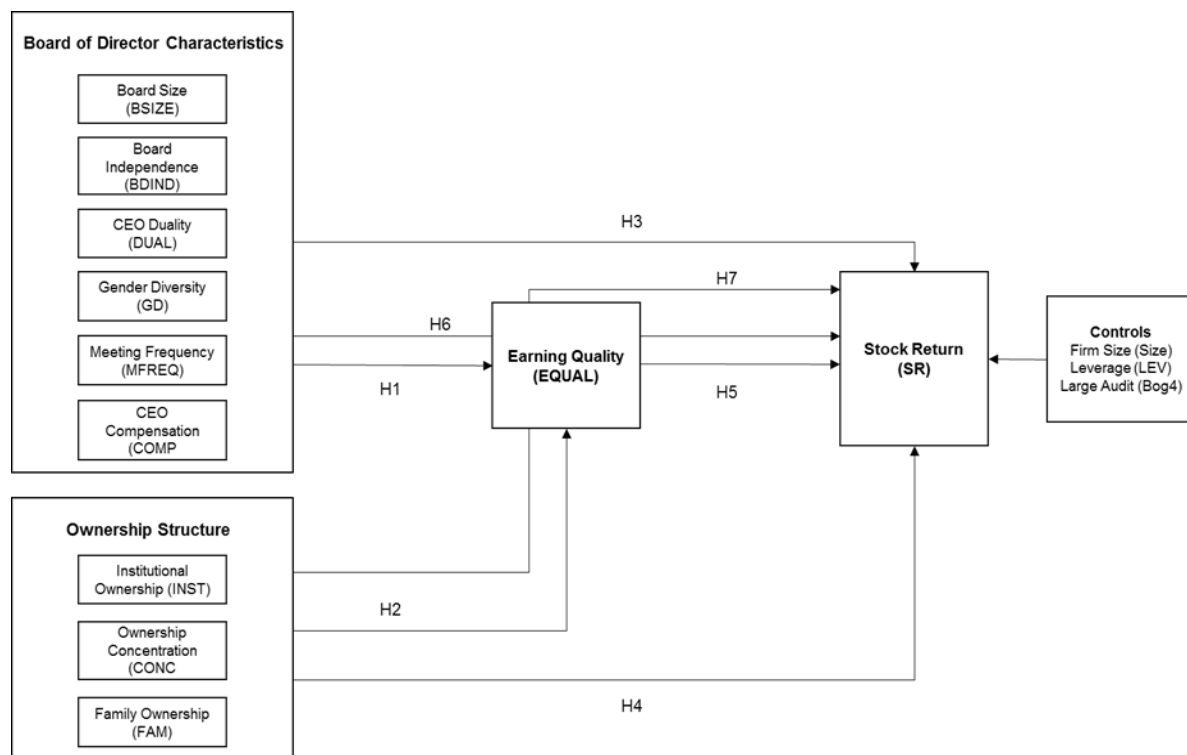 Board of Director Characteristics
Board Size
(BSIZE)
Board
Independence
(BDIND)
CEO Duality
(DUAL)
Gender Diversity
(GD)
Meeting Frequency
(MFREQ)
CEO
Compensation
(COMP
Ownership Structure
Institutional
Ownership (INST)
Ownership
Concentration
(CONC
Family Ownership
(FAM)
H3
H7
H6
H1
Earning Quality
(EQUAL)
H5
H2
H4
Stock Return
(SR)
Controls
Firm Size (Size)
Leverage (LEV)
Large Audit (Bog4)